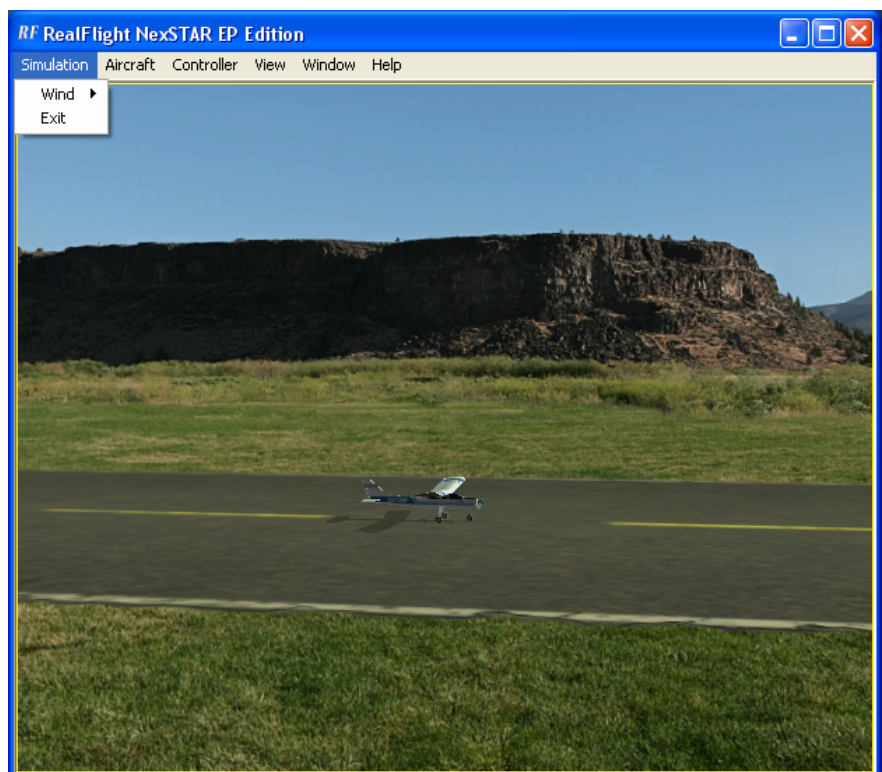 RF RealFlight NexSTAR EP Edition
Simulation Aircraft Controller View Window Help
Wind
Exit